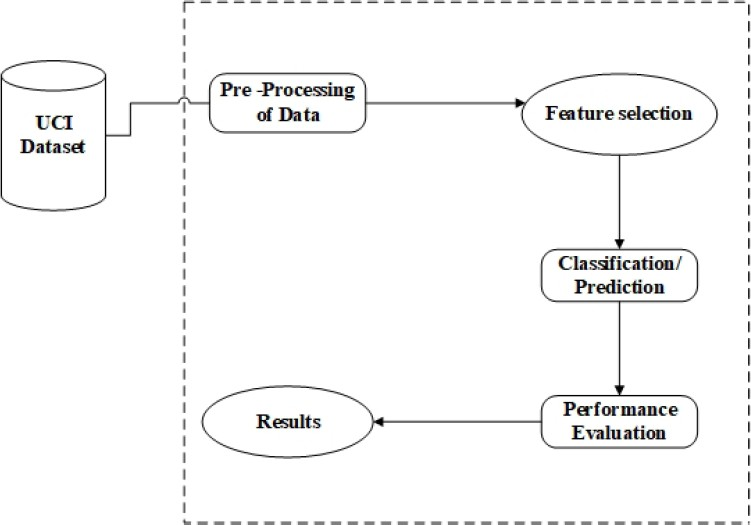 UCI
Dataset
Pre -Processing
of Data
Feature selection
Classification/
Prediction
Performance
Evaluation
Results